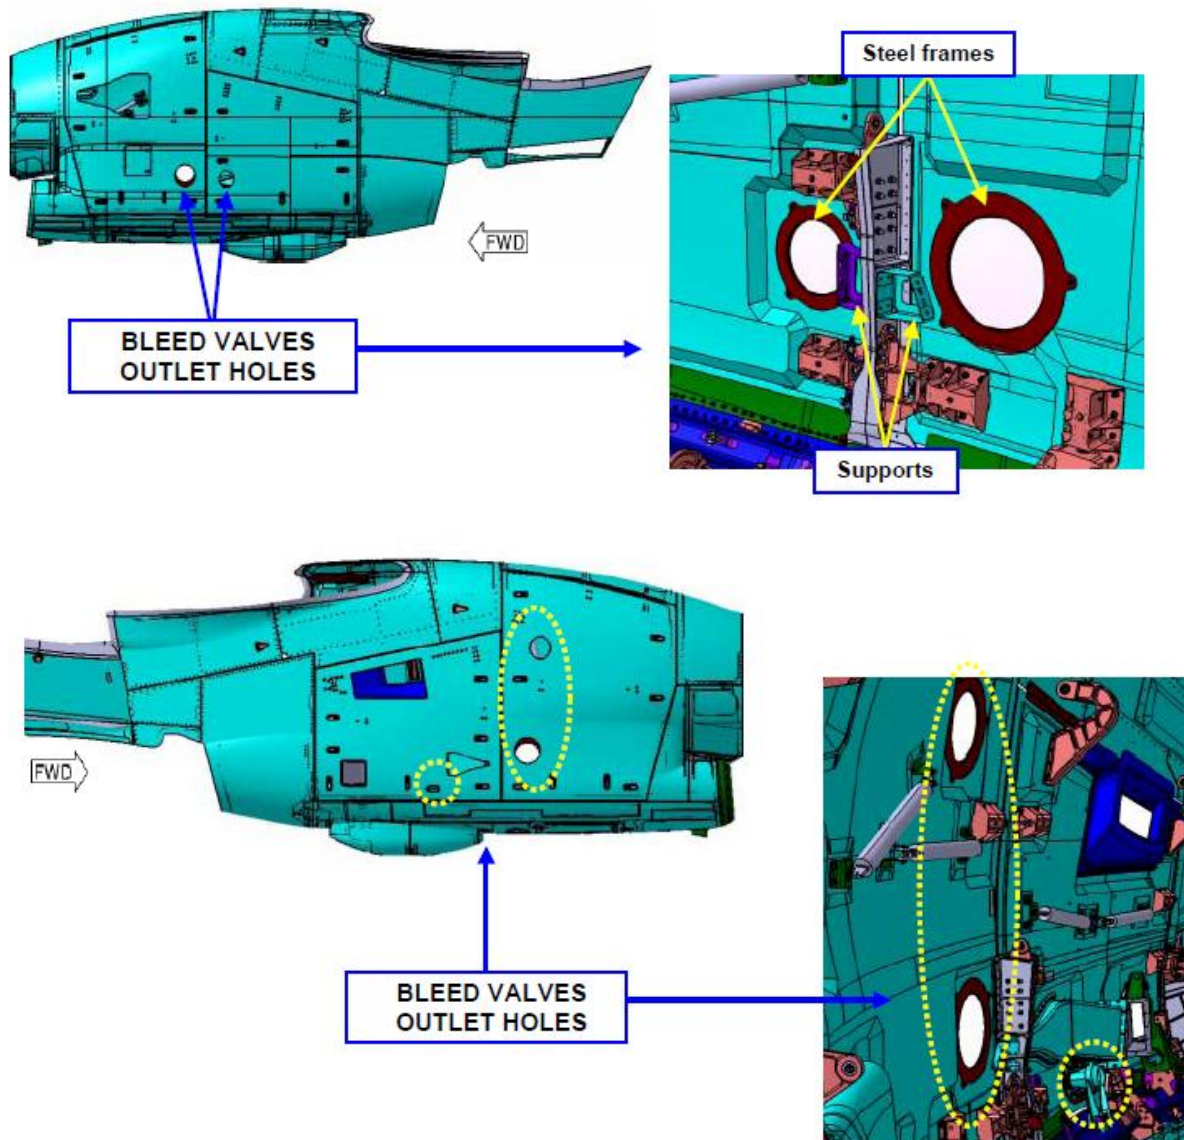 Steel frames
FWD
BLEED VALVES
OUTLET HOLES
Supports
FWD
BLEED VALVES
OUTLET HOLES